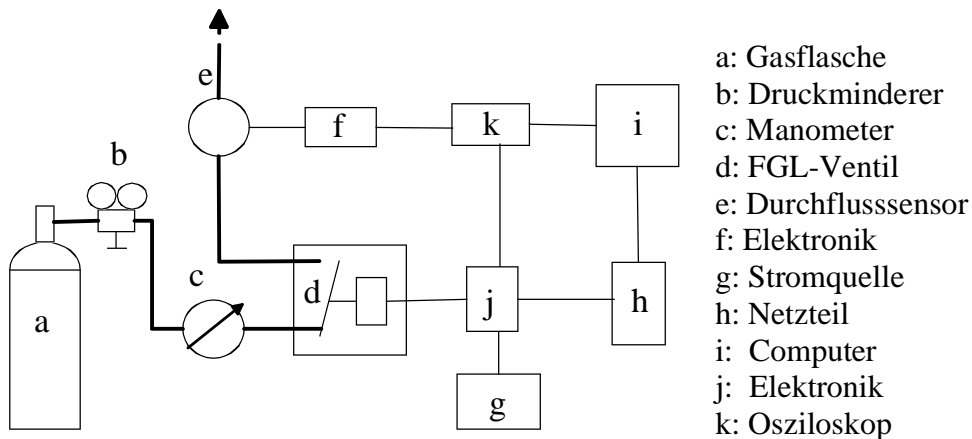 e
b
f
k
i
c
d
a
j
h
g
a: Gasflasche
b: Druckminderer
c: Manometer
d: FGL-Ventil
e: Durchflusssensor
f: Elektronik
g: Stromquelle
h: Netzteil
i: Computer
j: Elektronik
k: Osziloskop